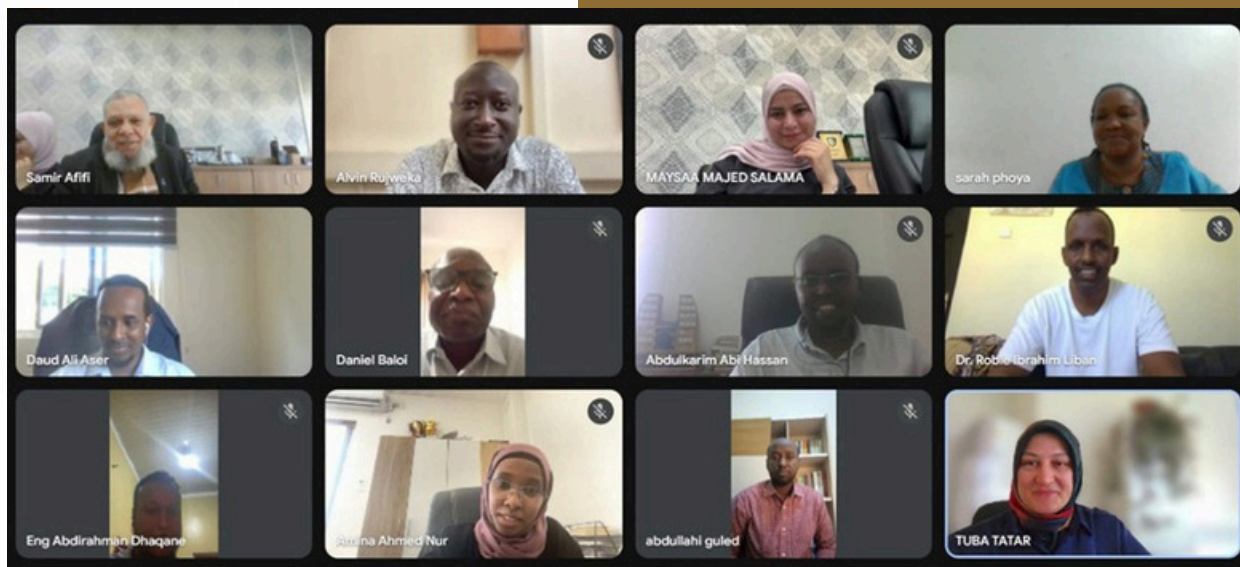 Samir Afifi
Alvin Rujweka
MAYSAA MAJED SALAMA
sarah phoya
Daud Ali Aser
Daniel Baloi
Abdulkarim Abi Hassan
Dr. Roble Ibrahim Liban
Eng Abdirahman Dhaqane
Amina Ahmed Nur
abdullahi guled
TUBA TATAR